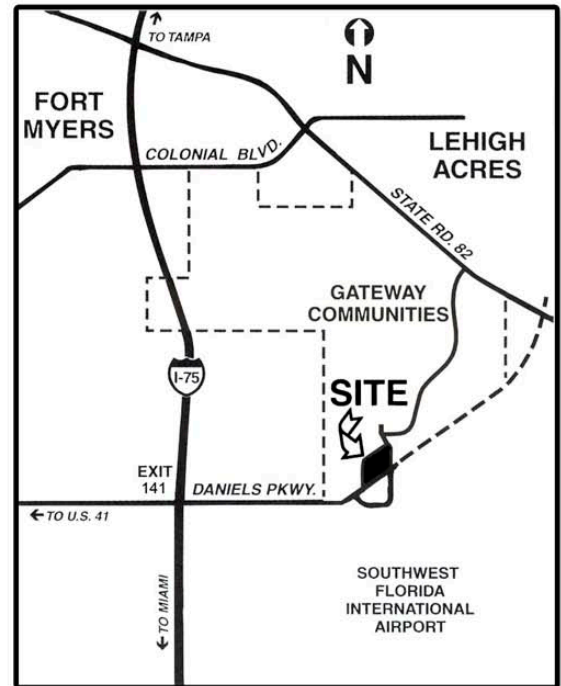 TO TAMPA
N
FORT
MYERS
COLONIAL BLVD.
LEHIGH
ACRES
STATE RD. 82
GATEWAY
COMMUNITIES
I-75
SITE
EXIT
141
DANIELS PKWY.
TO U.S. 41
SOUTHWEST
FLORIDA
INTERNATIONAL
AIRPORT
TO MIAMI